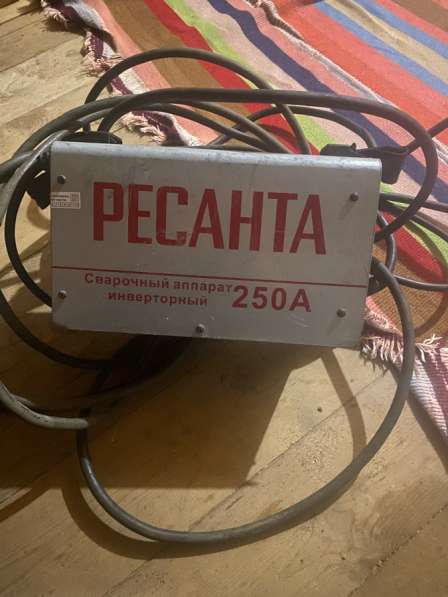 РЕСАНТА
Сварочный аппарат
инверторный 250А